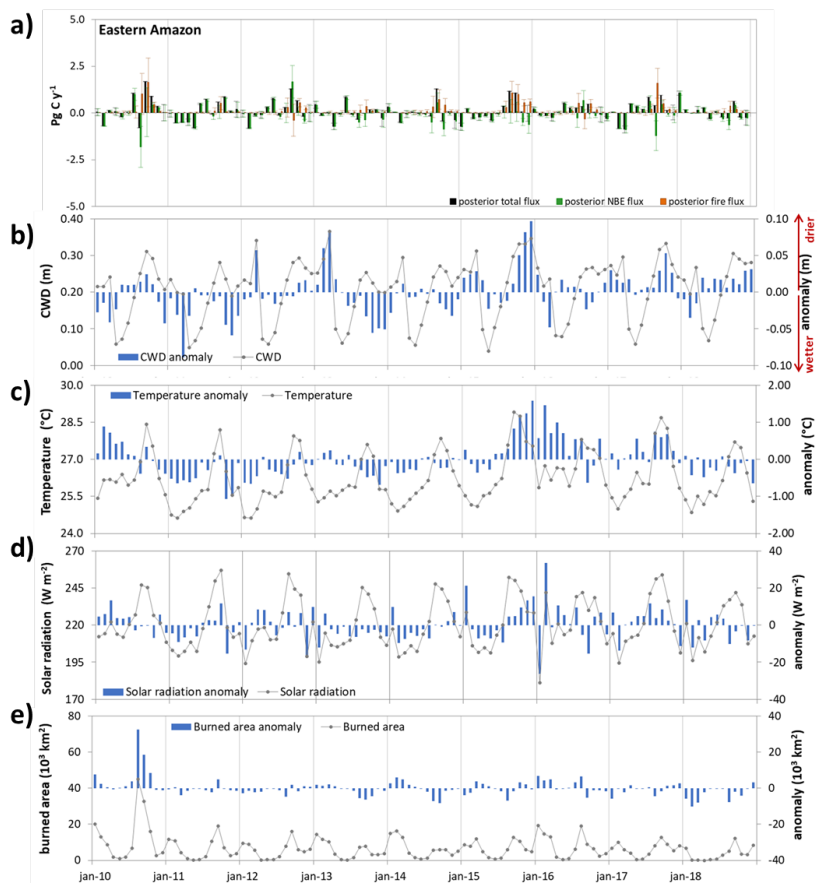 a)
Eastern Amazon
5.0
2.5
0.0
-2.5
-5.0
Pg C y⁻¹
posterior total flux posterior NBE flux posterior fire flux
b)
0.40
0.30
0.20
0.10
0.00
CWD (m)
CWD anomaly CWD
0.10
0.05
0.00
-0.05
-0.10
anomaly (m)
drier
wetter
c)
30.0
28.5
27.0
25.5
24.0
Temperature (°C)
Temperature anomaly Temperature
2.00
1.00
0.00
-1.00
-2.00
anomaly (°C)
d)
270
245
220
195
170
Solar radiation (W m⁻²)
Solar radiation anomaly Solar radiation
40
20
0
-20
-40
anomaly (W m⁻²)
e)
80
60
40
20
0
burned area (10³ km²)
Burned area anomaly Burned area
40
20
0
-20
-40
anomaly (10³ km²)
jan-10 jan-11 jan-12 jan-13 jan-14 jan-15 jan-16 jan-17 jan-18